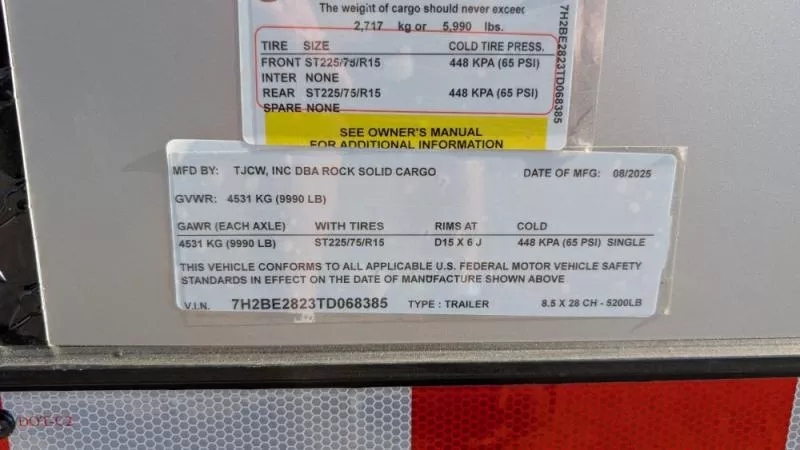 The weight of cargo should never exceed
2,717 kg or 5,990 lbs.
TIRE SIZE COLD TIRE PRESS.
FRONT ST225/75/R15 448 KPA (65 PSI)
INTER NONE
REAR ST225/75/R15 448 KPA (65 PSI)
SPARE NONE
SEE OWNER'S MANUAL
FOR ADDITIONAL INFORMATION
7H2BE2823TD068385
MFD BY: TJCW, INC DBA ROCK SOLID CARGO DATE OF MFG: 08/2025
GVWR: 4531 KG (9990 LB)
GAWR (EACH AXLE) WITH TIRES RIMS AT COLD
4531 KG (9990 LB) ST225/75/R15 D15 X 6 J 448 KPA (65 PSI) SINGLE
THIS VEHICLE CONFORMS TO ALL APPLICABLE U.S. FEDERAL MOTOR VEHICLE SAFETY
STANDARDS IN EFFECT ON THE DATE OF MANUFACTURE SHOWN ABOVE
V.I.N. 7H2BE2823TD068385 TYPE : TRAILER 8.5 X 28 CH - 5200LB
DOT-C2